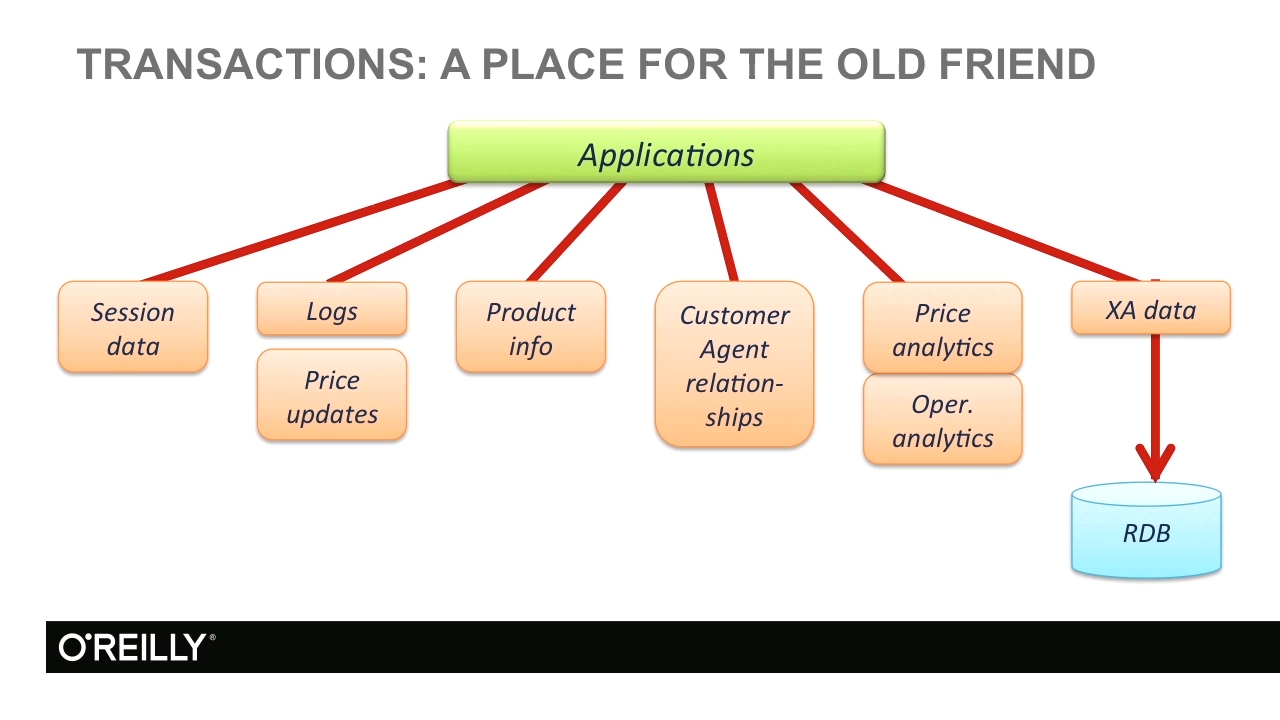 TRANSACTIONS: A PLACE FOR THE OLD FRIEND
Applications
Session
data
Logs
Price
updates
Product
info
Customer
Agent
relation-
ships
Price
analytics
Oper.
analytics
XA data
RDB
O'REILLY®